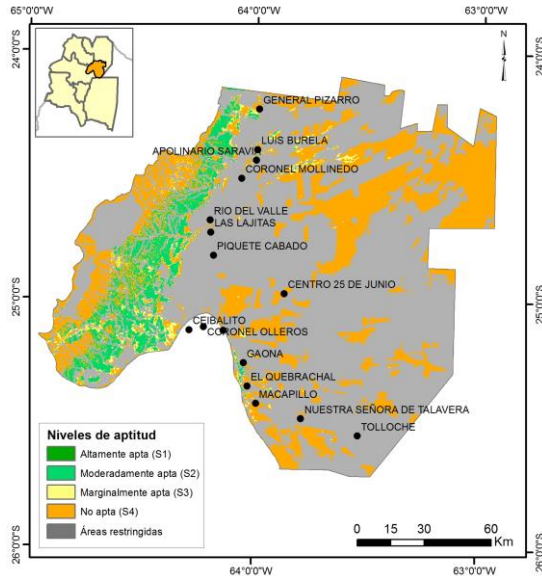 65°0'0"W 64°0'0"W 63°0'0"W
24°0'0"S 24°0'0"S
N
GENERAL PIZARRO
LUIS BURELA
APOLINARIO SARAVIA
CORONEL MOLLINEDO
RIO DEL VALLE
LAS LAJITAS
PIQUETE CABADO
CENTRO 25 DE JUNIO
25°0'0"S 25°0'0"S
CEIBALITO
CORONEL OLLEROS
GAONA
EL QUEBRACHAL
MACAPILLO
NUESTRA SEÑORA DE TALAVERA
TOLLOCHE
Niveles de aptitud
Altamente apta (S1)
Moderadamente apta (S2)
Marginalmente apta (S3)
No apta (S4)
Áreas restringidas
0 15 30 60
Km
26°0'0"S 26°0'0"S
65°0'0"W 64°0'0"W 63°0'0"W